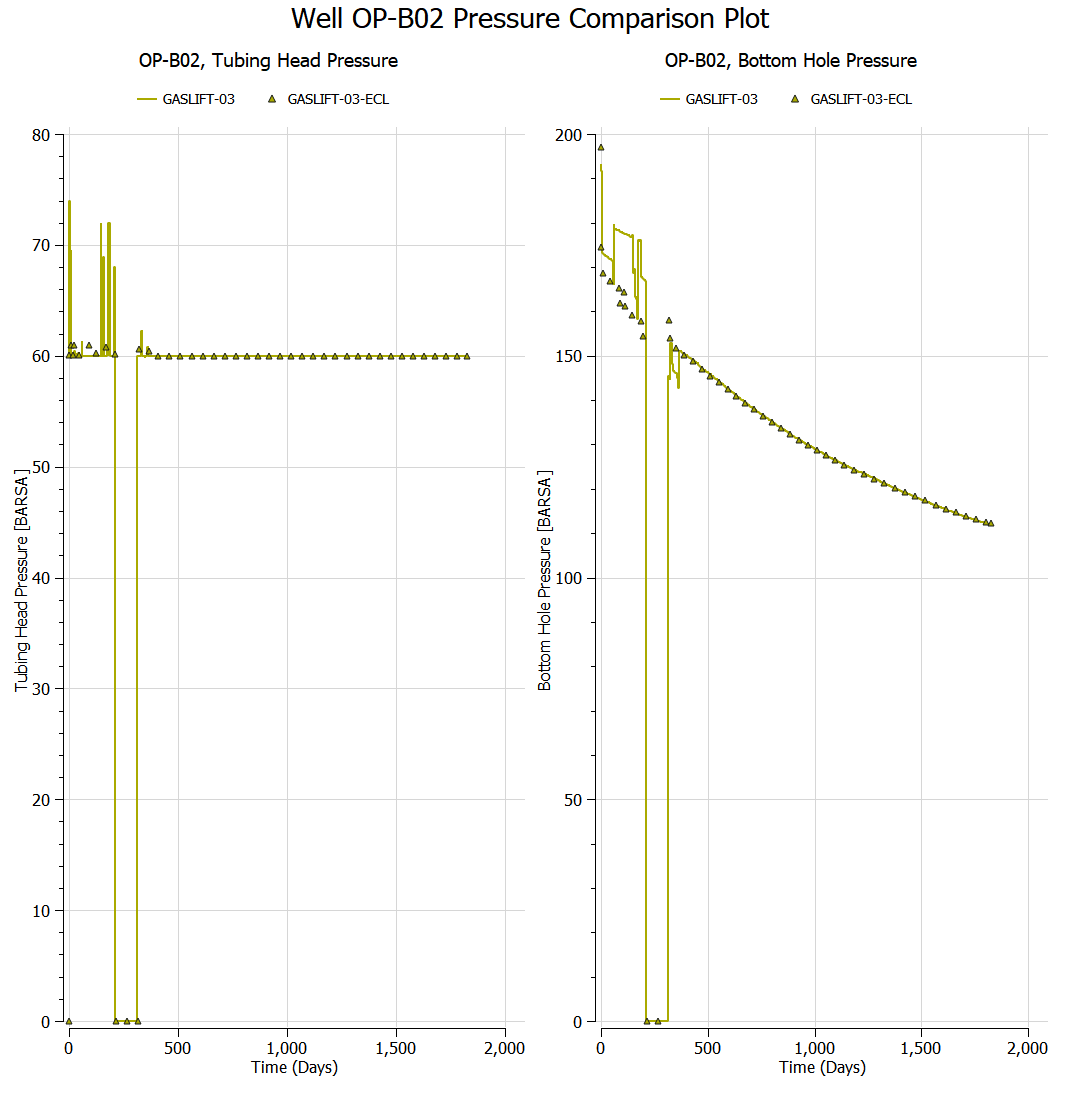 Well OP-B02 Pressure Comparison Plot
OP-B02, Tubing Head Pressure
GASLIFT-03 GASLIFT-03-ECL
80
70
60
50
40
30
20
10
0
Tubing Head Pressure [BARSA]
0 500 1,000 1,500 2,000
Time (Days)
OP-B02, Bottom Hole Pressure
GASLIFT-03 GASLIFT-03-ECL
200
150
100
50
0
Bottom Hole Pressure [BARSA]
0 500 1,000 1,500 2,000
Time (Days)